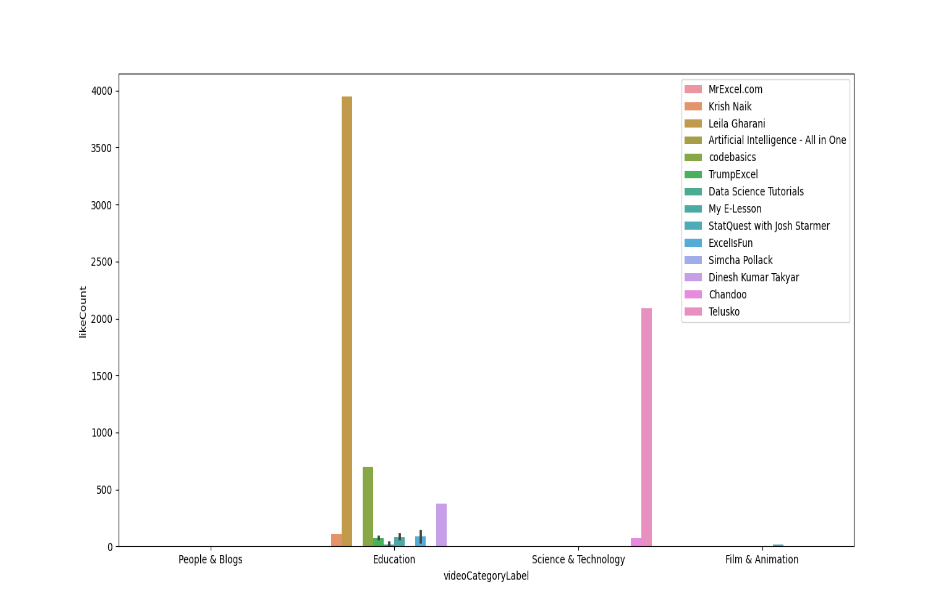 4000
3500
3000
2500
2000
1500
1000
500
0
likeCount
People & Blogs
Education
Science & Technology
Film & Animation
videoCategoryLabel
MrExcel.com
Krish Naik
Leila Gharani
Artificial Intelligence - All in One
codebasics
TrumpExcel
Data Science Tutorials
My E-Lesson
StatQuest with Josh Starmer
ExcelIsFun
Simcha Pollack
Dinesh Kumar Takyar
Chandoo
Telusko